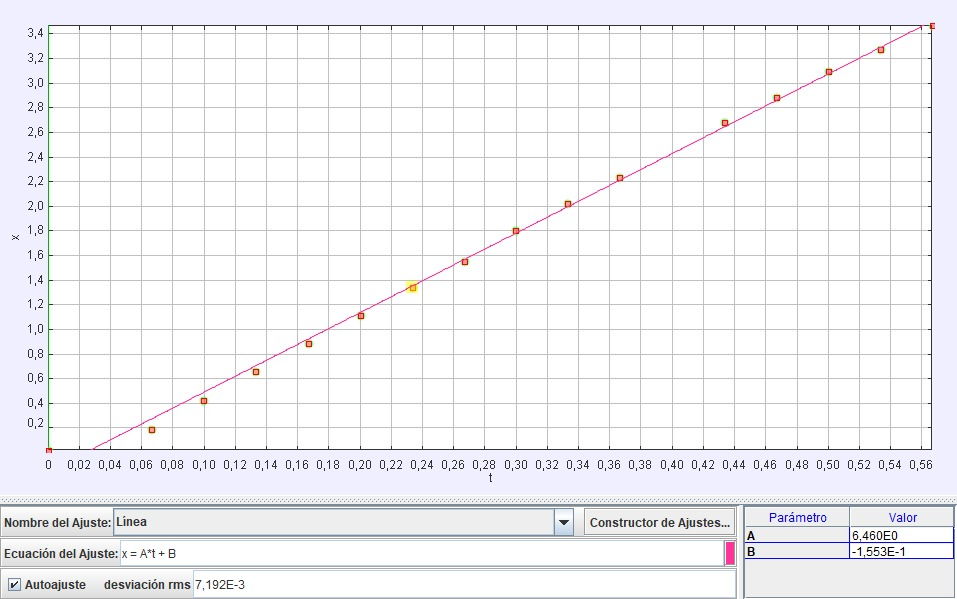 3,4
3,2
3,0
2,8
2,6
2,4
2,2
2,0
1,8
1,6
1,4
1,2
1,0
0,8
0,6
0,4
0,2
x
0 0,02 0,04 0,06 0,08 0,10 0,12 0,14 0,16 0,18 0,20 0,22 0,24 0,26 0,28 0,30 0,32 0,34 0,36 0,38 0,40 0,42 0,44 0,46 0,48 0,50 0,52 0,54 0,56
t
Nombre del Ajuste: Línea Constructor de Ajustes...
Ecuación del Ajuste: x = A*t + B
Autoajuste desviación rms 7,192E-3
Parámetro Valor
A 6,460E0
B -1,553E-1